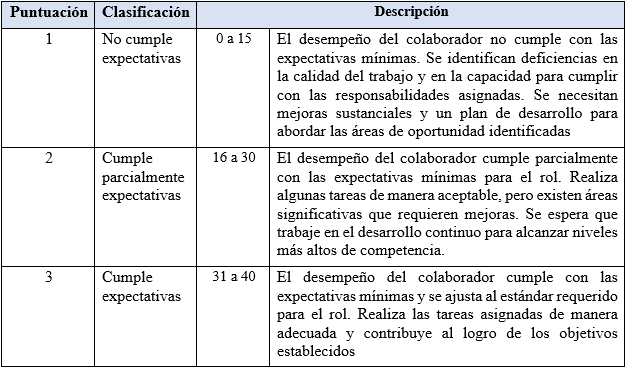 Puntuación Clasificación Descripción
1 No cumple expectativas 0 a 15 El desempeño del colaborador no cumple con las
expectativas mínimas. Se identifican deficiencias en
la calidad del trabajo y en la capacidad para cumplir
con las responsabilidades asignadas. Se necesitan
mejoras sustanciales y un plan de desarrollo para
abordar las áreas de oportunidad identificadas
2 Cumple parcialmente expectativas 16 a 30 El desempeño del colaborador cumple parcialmente
con las expectativas mínimas para el rol. Realiza
algunas tareas de manera aceptable, pero existen áreas
significativas que requieren mejoras. Se espera que
trabaje en el desarrollo continuo para alcanzar niveles
más altos de competencia.
3 Cumple expectativas 31 a 40 El desempeño del colaborador cumple con las
expectativas mínimas y se ajusta al estándar requerido
para el rol. Realiza las tareas asignadas de manera
adecuada y contribuye al logro de los objetivos
establecidos